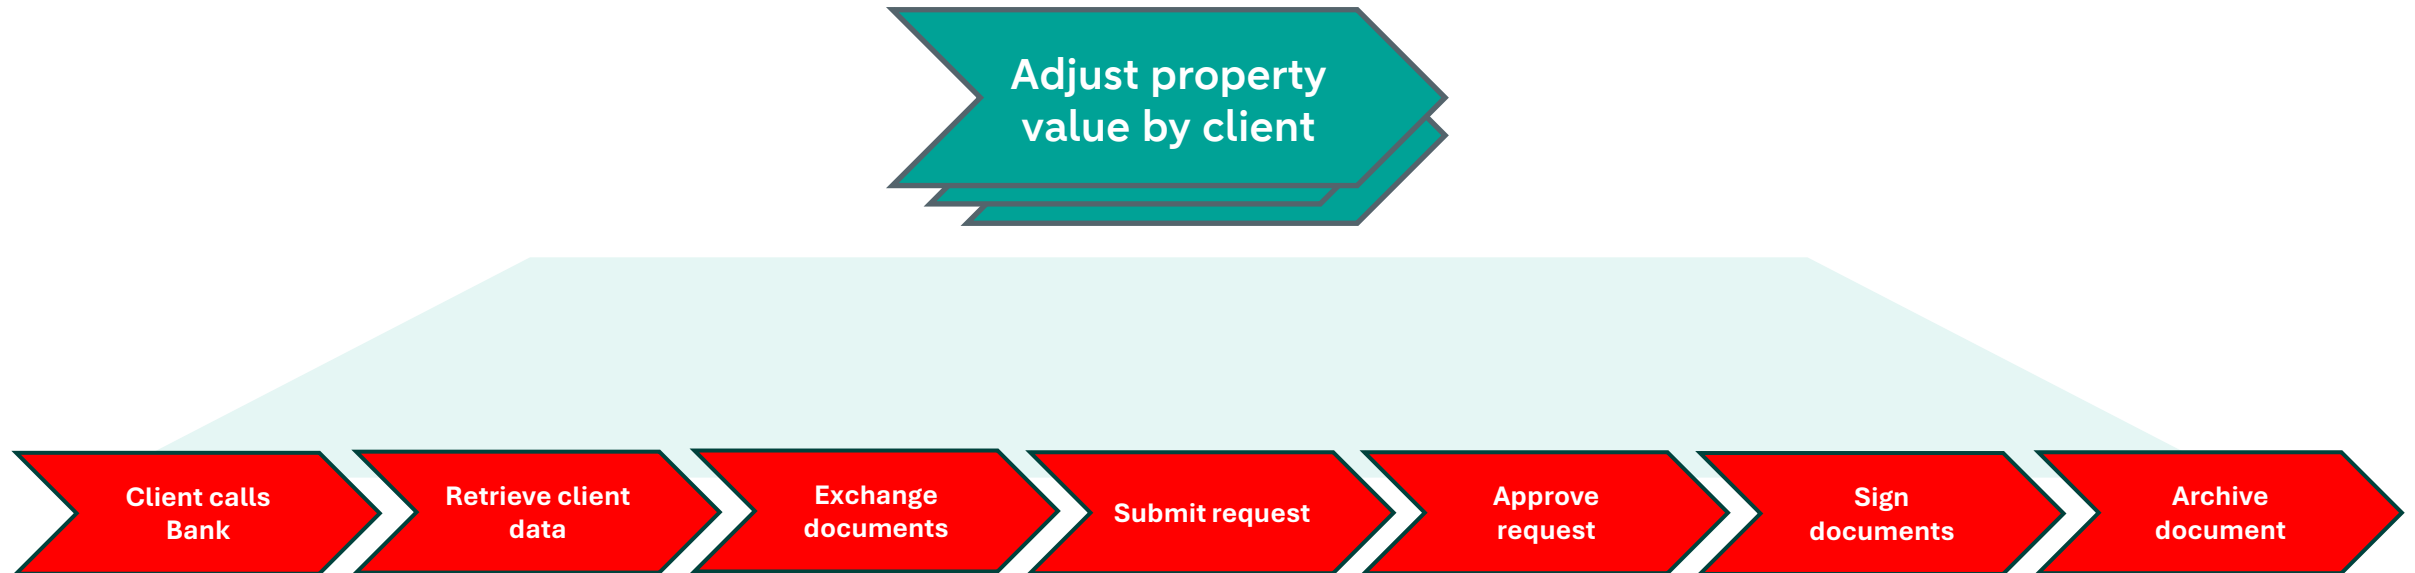 Adjust property
value by client
Client calls
Bank
Retrieve client
data
Exchange
documents
Submit request
Approve
request
Sign
documents
Archive
document